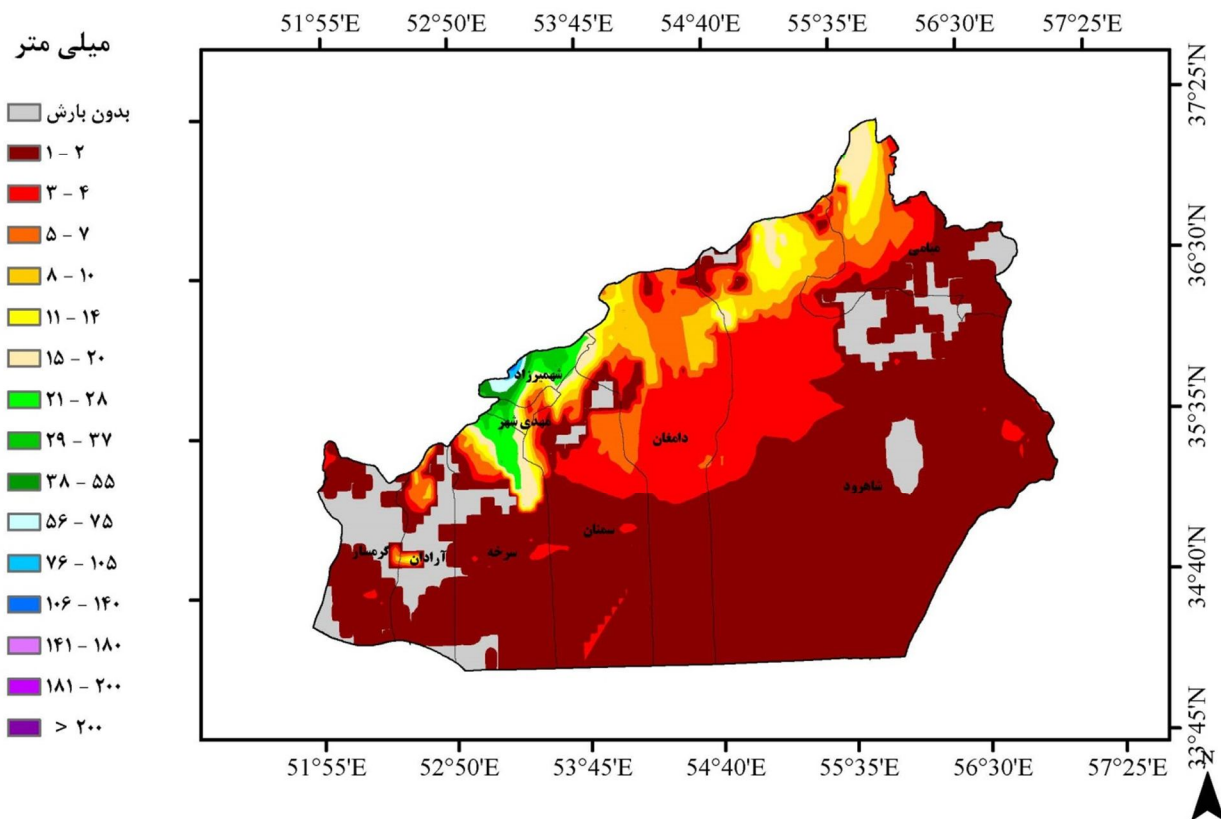 51°55'E 52°50'E 53°45'E 54°40'E 55°35'E 56°30'E 57°25'E
میلی متر
بدون بارش
۱ - ۲
۳ - ۴
۵ - ۷
۸ - ۱۰
۱۱ - ۱۴
۱۵ - ۲۰
۲۱ - ۲۸
۲۹ - ۳۷
۳۸ - ۵۵
۵۶ - ۷۵
۷۶ - ۱۰۵
۱۰۶ - ۱۴۰
۱۴۱ - ۱۸۰
۱۸۱ - ۲۰۰
> ۲۰۰
میامی
شهمیرزاد
مهدی شهر
دامغان
شاهرود
سمنان
سرخه
آرادان
گرمسار
37°25'N
36°30'N
35°35'N
34°40'N
33°45'N
51°55'E 52°50'E 53°45'E 54°40'E 55°35'E 56°30'E 57°25'E
N